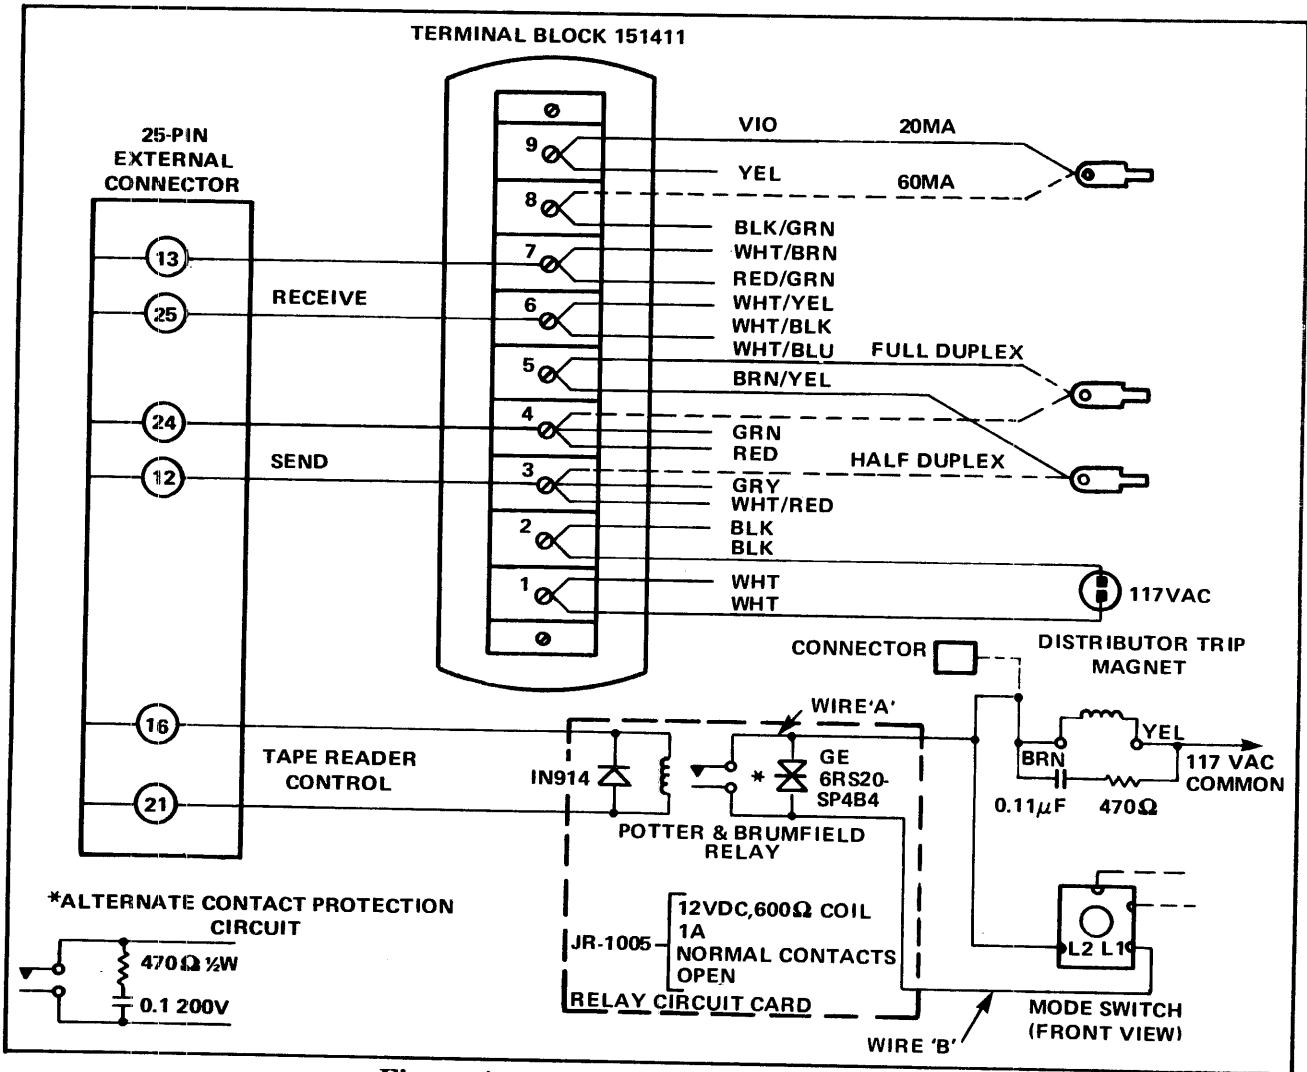 TERMINAL BLOCK 151411
25-PIN
EXTERNAL
CONNECTOR
13
25
24
12
16
21
RECEIVE
SEND
TAPE READER
CONTROL
9
8
7
6
5
4
3
2
1
VIO 20MA
YEL
60MA
BLK/GRN
WHT/BRN
RED/GRN
WHT/YEL
WHT/BLK
WHT/BLU FULL DUPLEX
BRN/YEL
GRN
RED
HALF DUPLEX
GRY
WHT/RED
BLK
BLK
WHT
WHT
117VAC
DISTRIBUTOR TRIP
MAGNET
CONNECTOR
WIRE 'A'
BRN
YEL
117 VAC
COMMON
0.11µF 470Ω
IN914
*
GE
6RS20-
SP4B4
POTTER & BRUMFIELD
RELAY
JR-1005
12VDC,600Ω COIL
1A
NORMAL CONTACTS
OPEN
RELAY CIRCUIT CARD
L2 L1
MODE SWITCH
(FRONT VIEW)
WIRE 'B'
*ALTERNATE CONTACT PROTECTION
CIRCUIT
470Ω ½W
0.1 200V